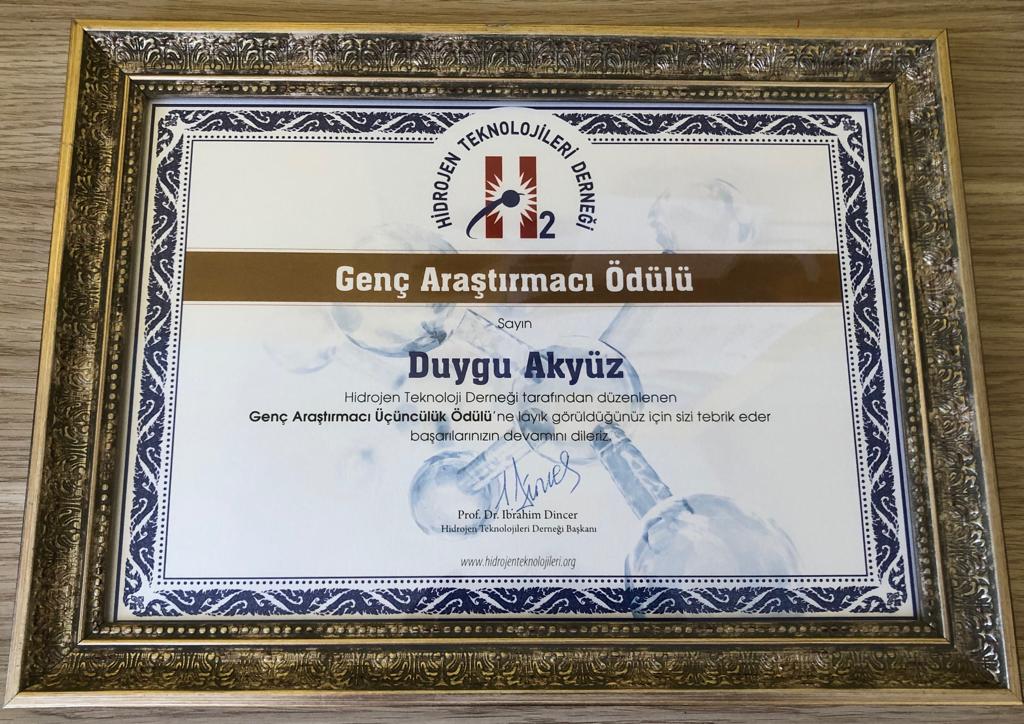 HİDROJEN TEKNOLOJİLERİ DERNEĞİ
H2
Genç Araştırmacı Ödülü
Sayın
Duygu Akyüz
Hidrojen Teknoloji Derneği tarafından düzenlenen
Genç Araştırmacı Üçüncülük Ödülü'ne layık görüldüğünüz için sizi tebrik eder
başarılarınızın devamını dileriz.
Prof. Dr. Ibrahim Dincer
Hidrojen Teknolojileri Derneği Başkanı
www.hidrojenteknolojileri.org